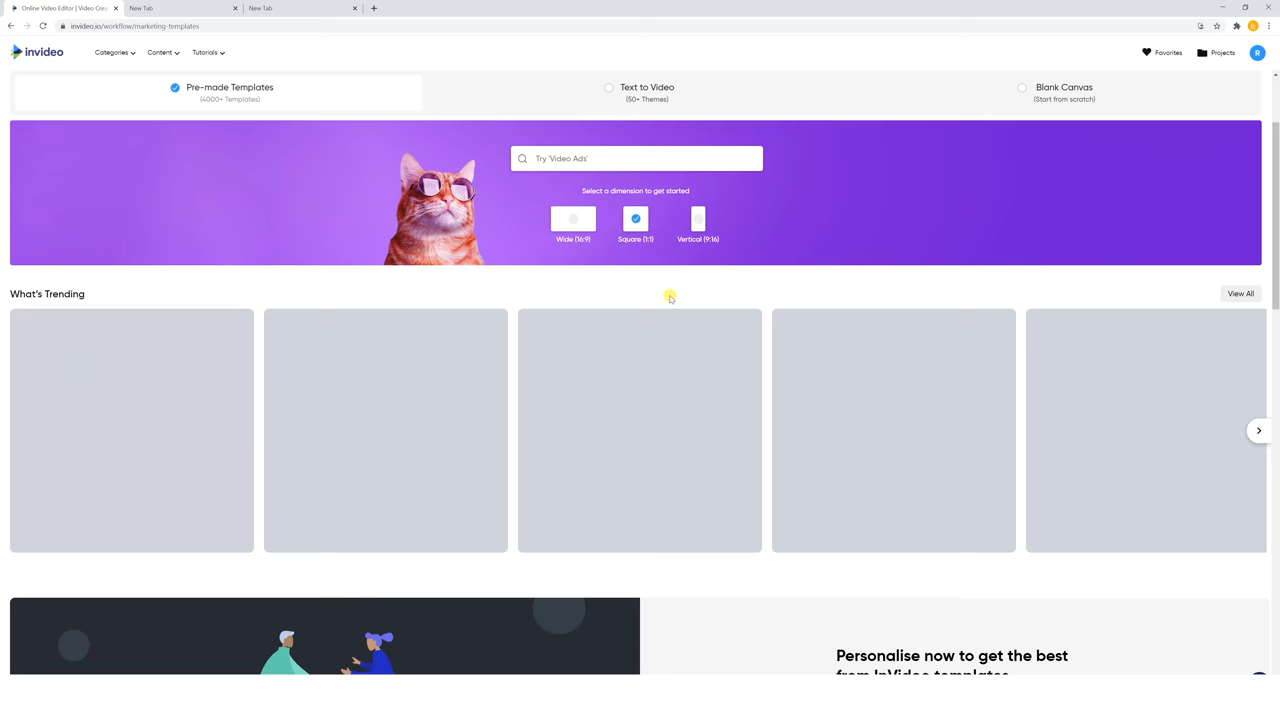 Online Video Editor | Video Crea
New Tab
New Tab
invideo.io/workflow/marketing-templates
invideo
Categories
Content
Tutorials
Favorites
Projects
R
Pre-made Templates
(4000+ Templates)
Text to Video
(50+ Themes)
Blank Canvas
(Start from scratch)
Try 'Video Ads'
Select a dimension to get started
Wide (16:9)
Square (1:1)
Vertical (9:16)
What's Trending
View All
Personalise now to get the best
from InVideo templates